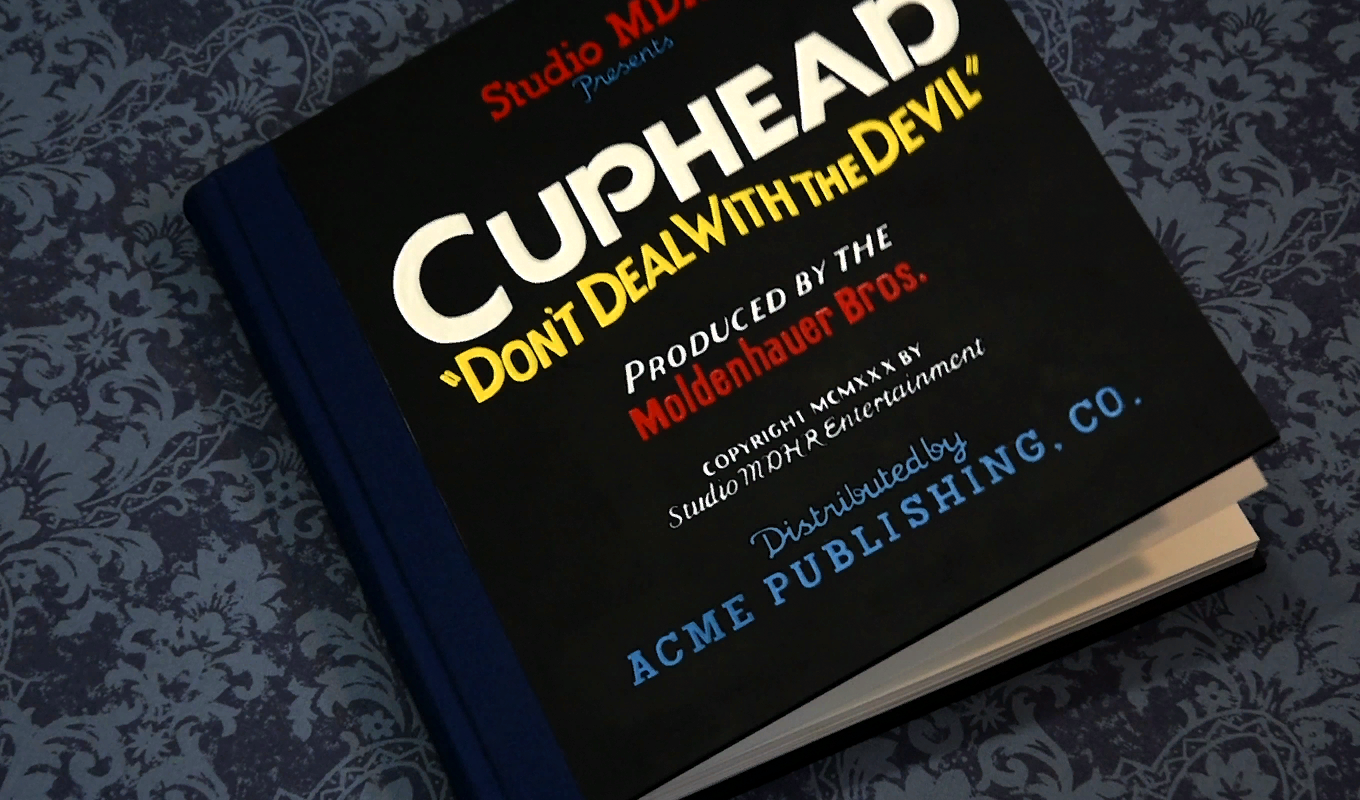 Studio
Presents
CUPHEAD
"DON'T DEAL WITH THE DEVIL"
PRODUCED BY THE
Moldenhauer Bros.
COPYRIGHT MCMXXX BY
Studio MDHR Entertainment
Distributed by
ACME PUBLISHING, CO.